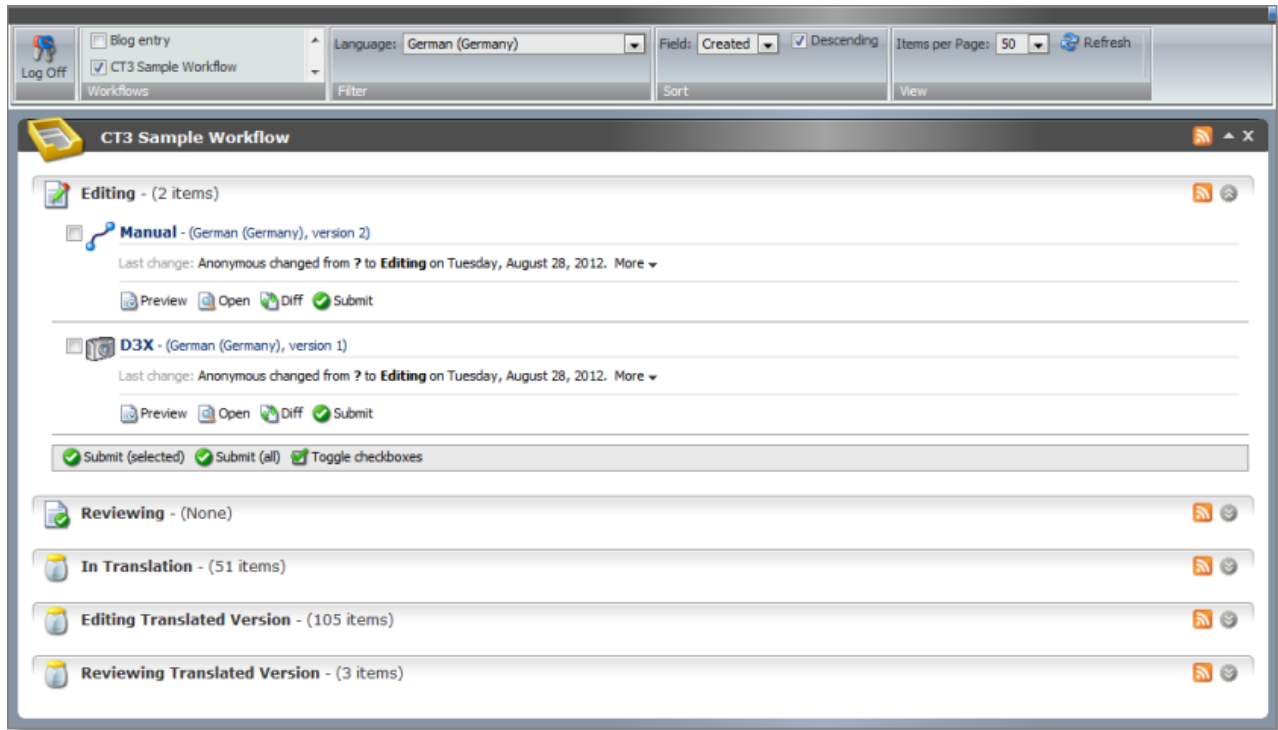 Log Off
Blog entry
CT3 Sample Workflow
Workflows
Language: German (Germany)
Filter
Field: Created Descending
Sort
Items per Page: 50 Refresh
View
CT3 Sample Workflow
X
Editing - (2 items)
Manual - (German (Germany), version 2)
Last change: Anonymous changed from ? to Editing on Tuesday, August 28, 2012. More
Preview Open Diff Submit
D3X - (German (Germany), version 1)
Last change: Anonymous changed from ? to Editing on Tuesday, August 28, 2012. More
Preview Open Diff Submit
Submit (selected) Submit (all) Toggle checkboxes
Reviewing - (None)
In Translation - (51 items)
Editing Translated Version - (105 items)
Reviewing Translated Version - (3 items)